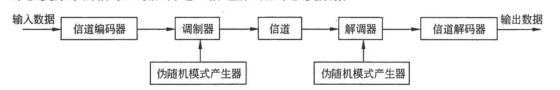 输入数据
信道编码器
调制器
信道
解调器
信道解码器
输出数据
伪随机模式产生器
伪随机模式产生器